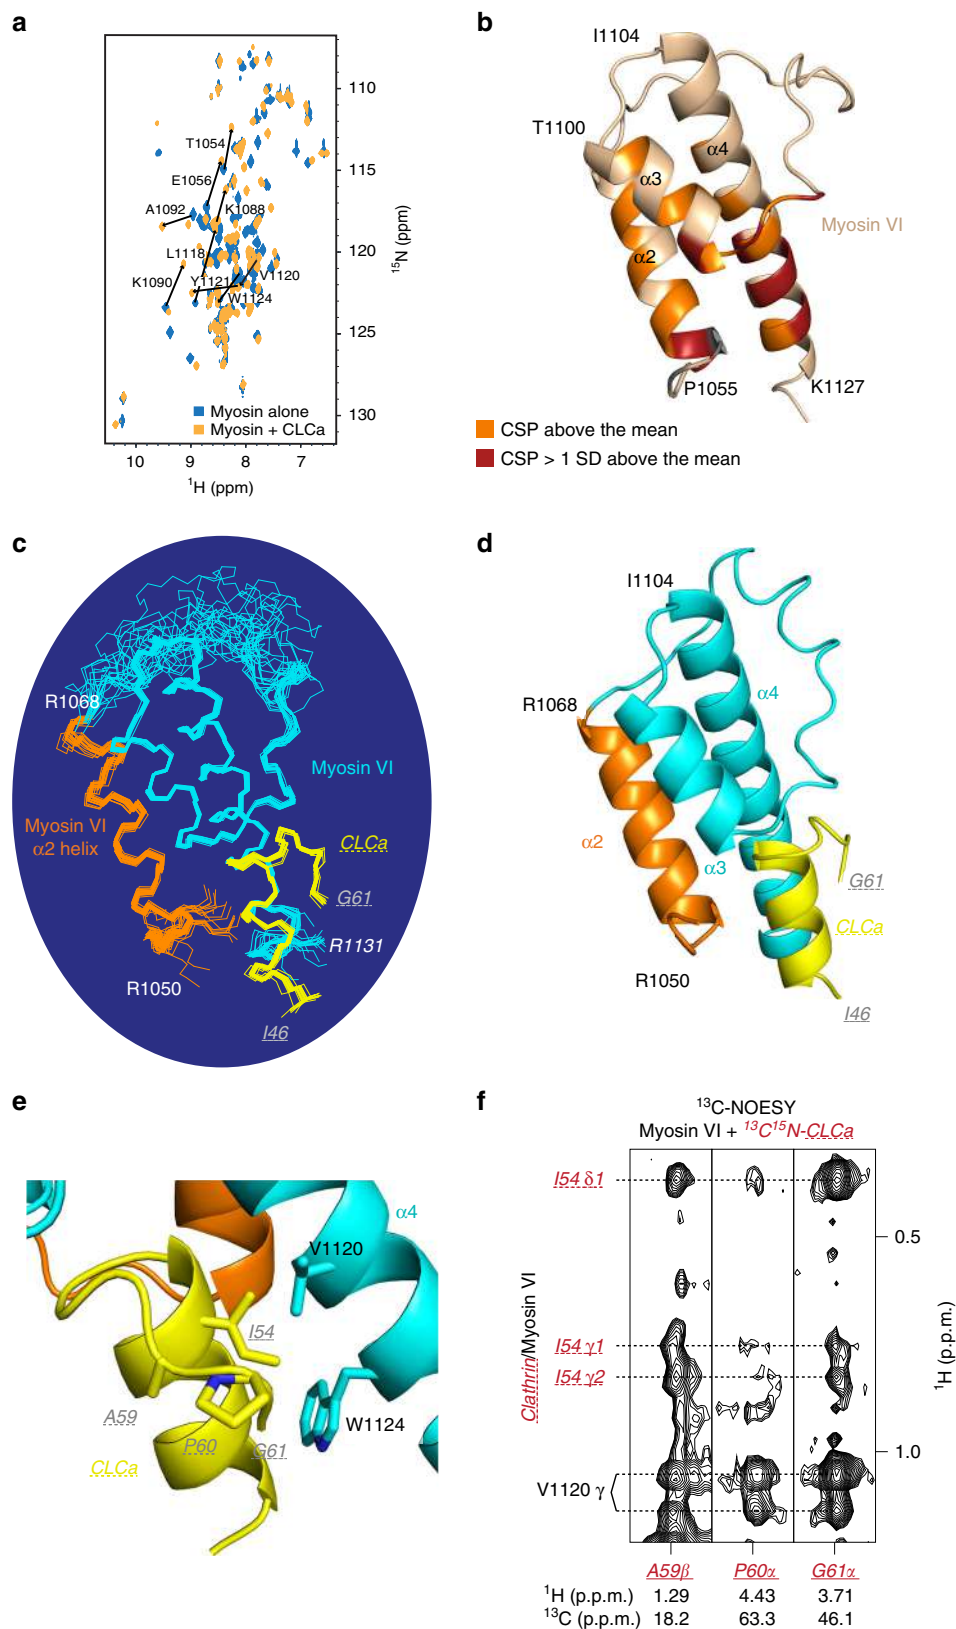 a
110
115
120
125
130
15N (ppm)
T1054
E1056
A1092
K1088
L1118
K1090
Y1121
V1120
W1124
Myosin alone
Myosin + CLCa
10
9
8
7
1H (ppm)
b
I1104
T1100
α4
α3
α2
Myosin VI
P1055
K1127
CSP above the mean
CSP > 1 SD above the mean
c
R1068
Myosin VI
Myosin VI
α2 helix
CLCa
G61
R1131
R1050
I46
d
I1104
R1068
α4
α2
α3
G61
CLCa
R1050
I46
e
α4
V1120
I54
A59
P60
G61
W1124
CLCa
f
13C-NOESY
Myosin VI + 13C15N-CLCa
I54 δ1
0.5
I54 γ1
I54 γ2
Clathrin/Myosin VI
1H (p.p.m.)
1.0
V1120 γ
A59β P60α G61α
1H (p.p.m.) 1.29 4.43 3.71
13C (p.p.m.) 18.2 63.3 46.1